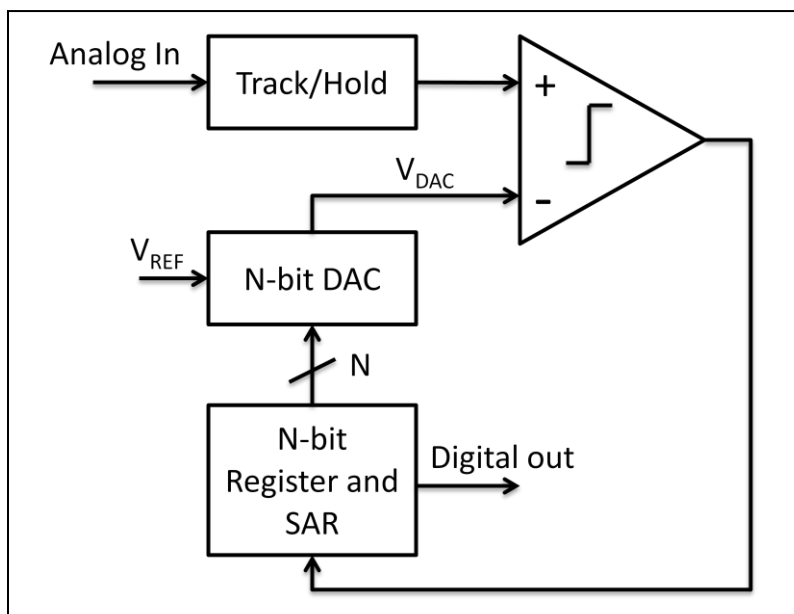 Analog In
Track/Hold
+
V_DAC
-
V_REF
N-bit DAC
N
N-bit
Register and
SAR
Digital out